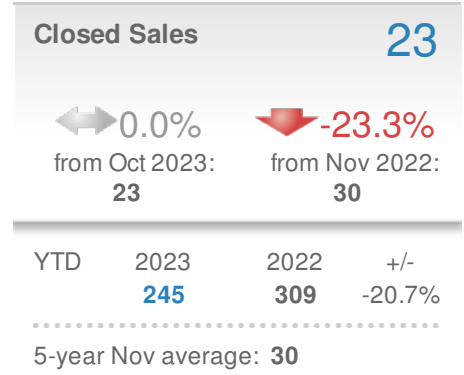 Closed Sales 23
0.0% -23.3%
from Oct 2023: from Nov 2022:
23 30
YTD 2023 2022 +/-
245 309 -20.7%
5-year Nov average: 30